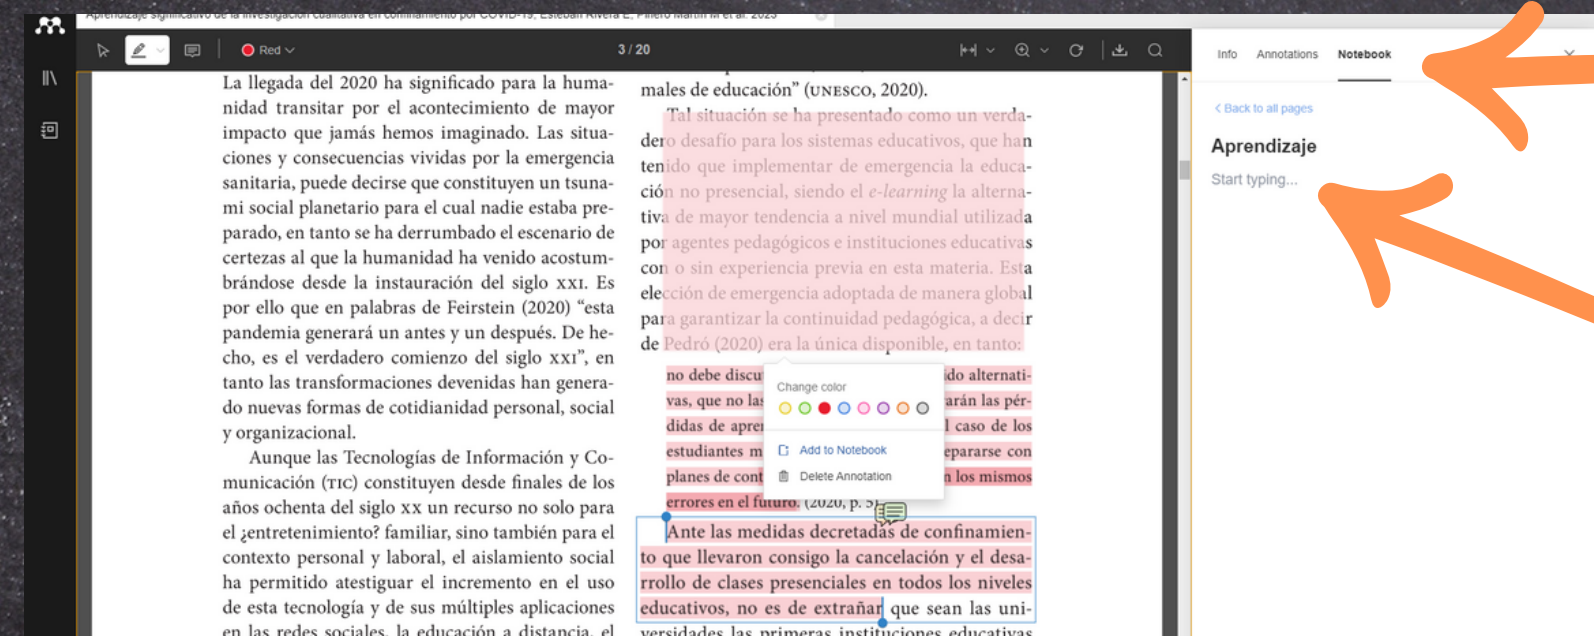 Aprendizaje significativo de la investigación cualitativa en confinamiento por COVID-19, Esteban Rivera E, Piñero Martín M et al. 2023
Red
3 / 20
Info Annotations Notebook
< Back to all pages
Aprendizaje
Start typing...
La llegada del 2020 ha significado para la huma-
nidad transitar por el acontecimiento de mayor
impacto que jamás hemos imaginado. Las situa-
ciones y consecuencias vividas por la emergencia
sanitaria, puede decirse que constituyen un tsuna-
mi social planetario para el cual nadie estaba pre-
parado, en tanto se ha derrumbado el escenario de
certezas al que la humanidad ha venido acostum-
brándose desde la instauración del siglo XXI. Es
por ello que en palabras de Feirstein (2020) “esta
pandemia generará un antes y un después. De he-
cho, es el verdadero comienzo del siglo XXI”, en
tanto las transformaciones devenidas han genera-
do nuevas formas de cotidianidad personal, social
y organizacional.
Aunque las Tecnologías de Información y Co-
municación (TIC) constituyen desde finales de los
años ochenta del siglo XX un recurso no solo para
el ¿entretenimiento? familiar, sino también para el
contexto personal y laboral, el aislamiento social
ha permitido atestiguar el incremento en el uso
de esta tecnología y de sus múltiples aplicaciones
en las redes sociales, la educación a distancia, el
males de educación” (UNESCO, 2020).
Tal situación se ha presentado como un verda-
dero desafío para los sistemas educativos, que han
tenido que implementar de emergencia la educa-
ción no presencial, siendo el e-learning la alterna-
tiva de mayor tendencia a nivel mundial utilizada
por agentes pedagógicos e instituciones educativas
con o sin experiencia previa en esta materia. Esta
elección de emergencia adoptada de manera global
para garantizar la continuidad pedagógica, a decir
de Pedró (2020) era la única disponible, en tanto:
no debe discu ido alternati-
vas, que no las arán las pér-
didas de apre l caso de los
estudiantes m epararse con
planes de cont n los mismos
errores en el futuro. (2020, p. 5)
Change color
Add to Notebook
Delete Annotation
Ante las medidas decretadas de confinamien-
to que llevaron consigo la cancelación y el desa-
rrollo de clases presenciales en todos los niveles
educativos, no es de extrañar que sean las uni-
versidades las primeras instituciones educativas